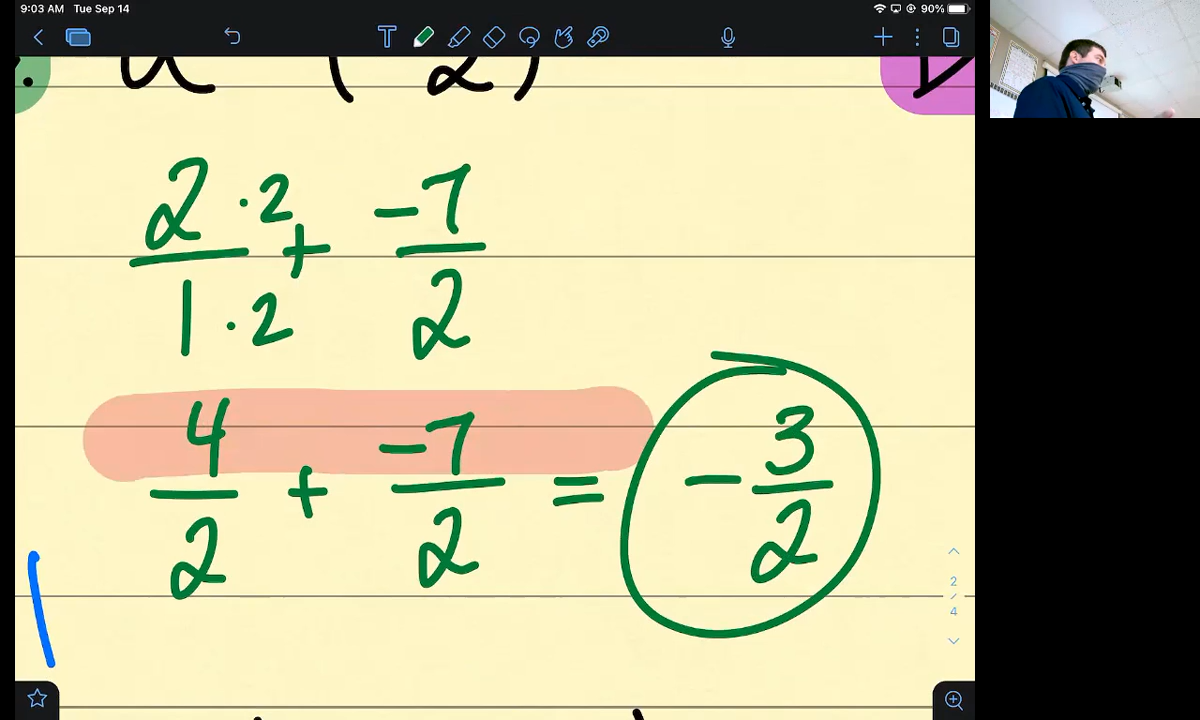 9:03 AM Tue Sep 14 90%
T
2 · 2 + -7
1 · 2 2
4 + -7 = - 3
2 2 2
2
/
4